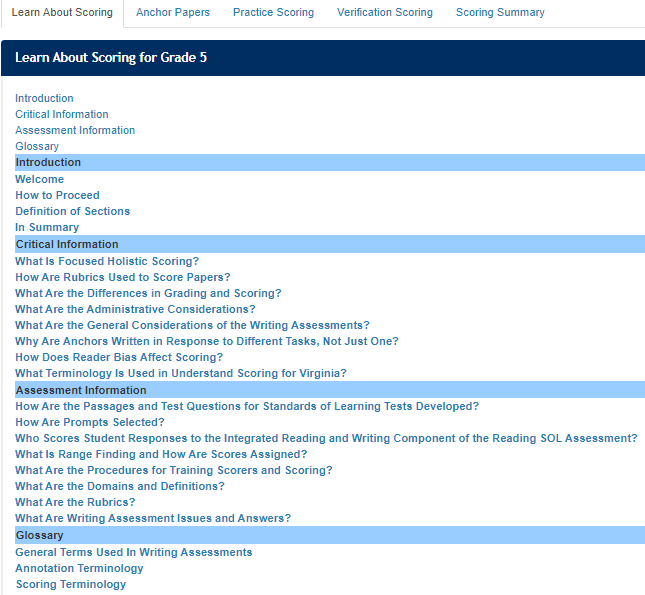 Learn About Scoring Anchor Papers Practice Scoring Verification Scoring Scoring Summary
Learn About Scoring for Grade 5
Introduction
Critical Information
Assessment Information
Glossary
Introduction
Welcome
How to Proceed
Definition of Sections
In Summary
Critical Information
What Is Focused Holistic Scoring?
How Are Rubrics Used to Score Papers?
What Are the Differences in Grading and Scoring?
What Are the Administrative Considerations?
What Are the General Considerations of the Writing Assessments?
Why Are Anchors Written in Response to Different Tasks, Not Just One?
How Does Reader Bias Affect Scoring?
What Terminology Is Used in Understand Scoring for Virginia?
Assessment Information
How Are the Passages and Test Questions for Standards of Learning Tests Developed?
How Are Prompts Selected?
Who Scores Student Responses to the Integrated Reading and Writing Component of the Reading SOL Assessment?
What Is Range Finding and How Are Scores Assigned?
What Are the Procedures for Training Scorers and Scoring?
What Are the Domains and Definitions?
What Are the Rubrics?
What Are Writing Assessment Issues and Answers?
Glossary
General Terms Used In Writing Assessments
Annotation Terminology
Scoring Terminology